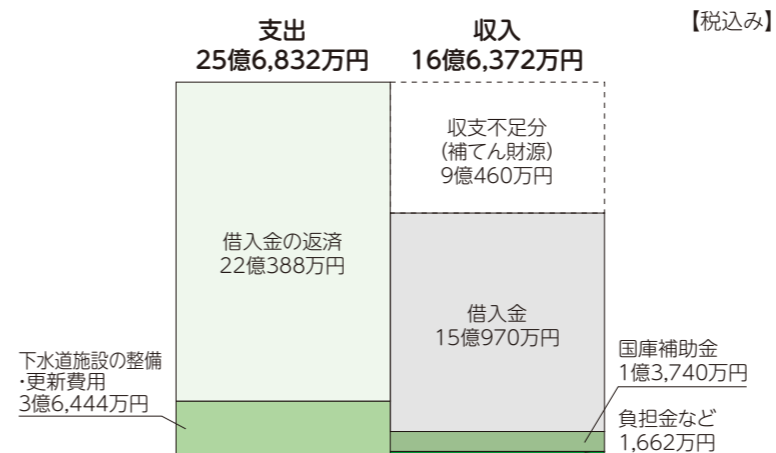 【税込み】
支出
25億6,832万円
収入
16億6,372万円
収支不足分
(補てん財源)
9億460万円
借入金の返済
22億388万円
借入金
15億970万円
下水道施設の整備
・更新費用
3億6,444万円
国庫補助金
1億3,740万円
負担金など
1,662万円